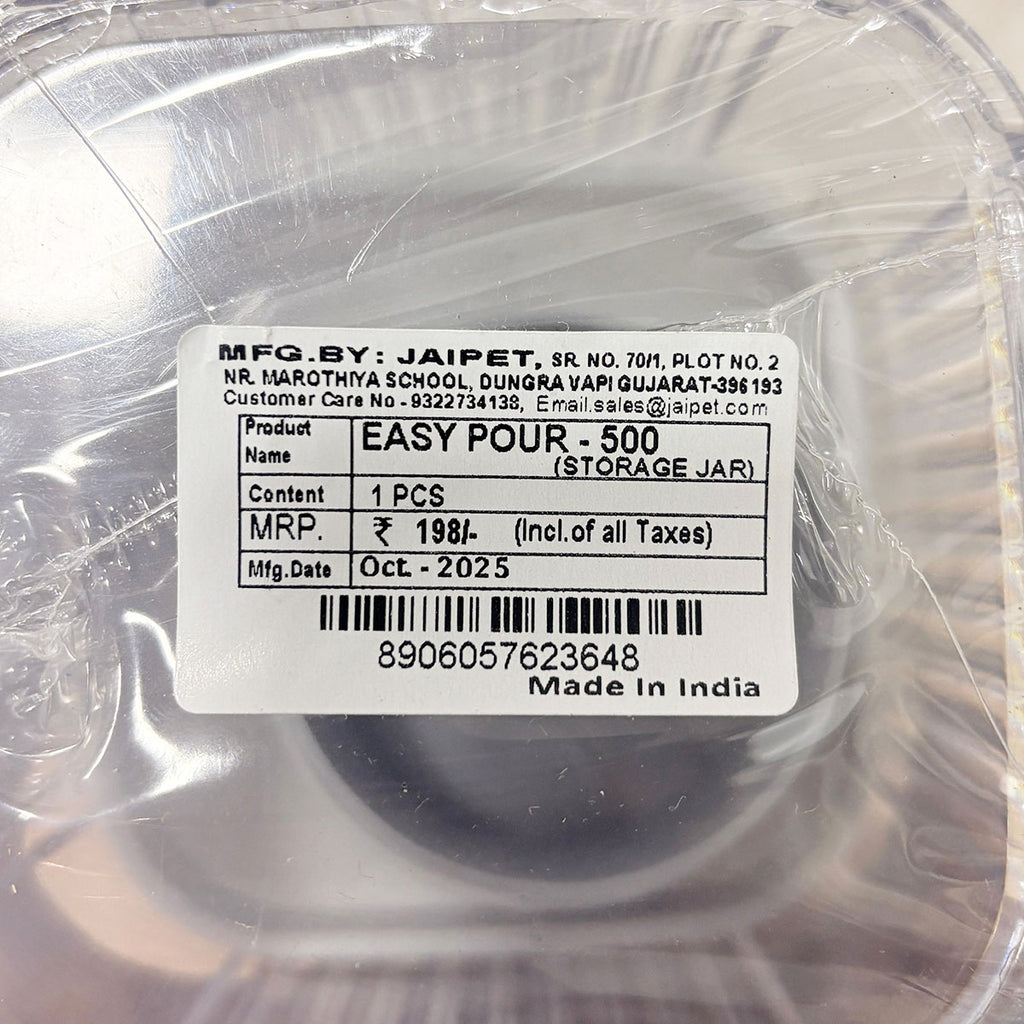 MFG.BY: JAIPET, SR. NO. 70/1, PLOT NO. 2
NR. MAROTHIYA SCHOOL, DUNGRA VAPI GUJARAT-396193
Customer Care No - 9322734138, Email.sales@jaipet.com
Product Name EASY POUR - 500
(STORAGE JAR)
Content 1 PCS
MRP. ₹ 198/- (Incl.of all Taxes)
Mfg.Date Oct. - 2025
8906057623648
Made In India